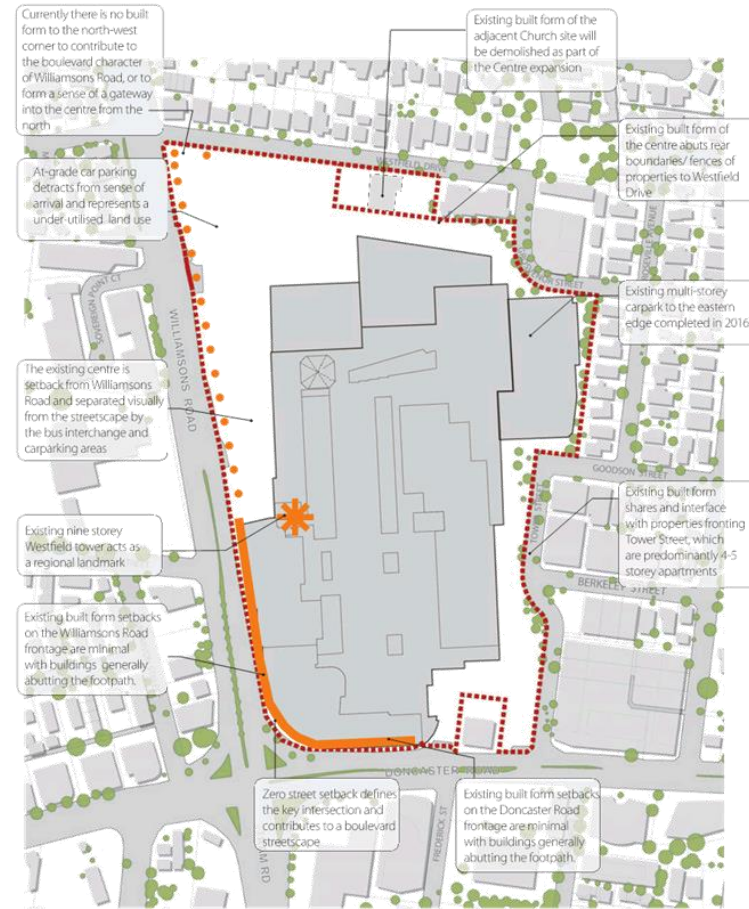 Currently there is no built
form to the north-west
corner to contribute to
the boulevard character
of Williamsons Road, or to
form a sense of a gateway
into the centre from the
north
Existing built form of the
adjacent Church site will
be demolished as part of
the Centre expansion
Existing built form of
the centre abuts rear
boundaries/ fences of
properties to Westfield
Drive
At-grade car parking
detracts from sense of
arrival and represents a
under-utilised land use
WESTFIELD DRIVE
STREET
ROSEVILLE AVENUE
SOVEREIGN POINT CT
WILLIAMSONS ROAD
Existing multi-storey
carpark to the eastern
edge completed in 2016
The existing centre is
setback from Williamsons
Road and separated visually
from the streetscape by
the bus interchange and
carparking areas
GOODSON STREET
TOWER STREET
Existing built form
shares and interface
with properties fronting
Tower Street, which
are predominantly 4-5
storey apartments
Existing nine storey
Westfield tower acts as
a regional landmark
BERKELEY STREET
Existing built form setbacks
on the Williamsons Road
frontage are minimal
with buildings generally
abutting the footpath.
DONCASTER ROAD
Zero street setback defines
the key intersection and
contributes to a boulevard
streetscape
Existing built form setbacks
on the Doncaster Road
frontage are minimal
with buildings generally
abutting the footpath.
FREDERICK ST
M RD